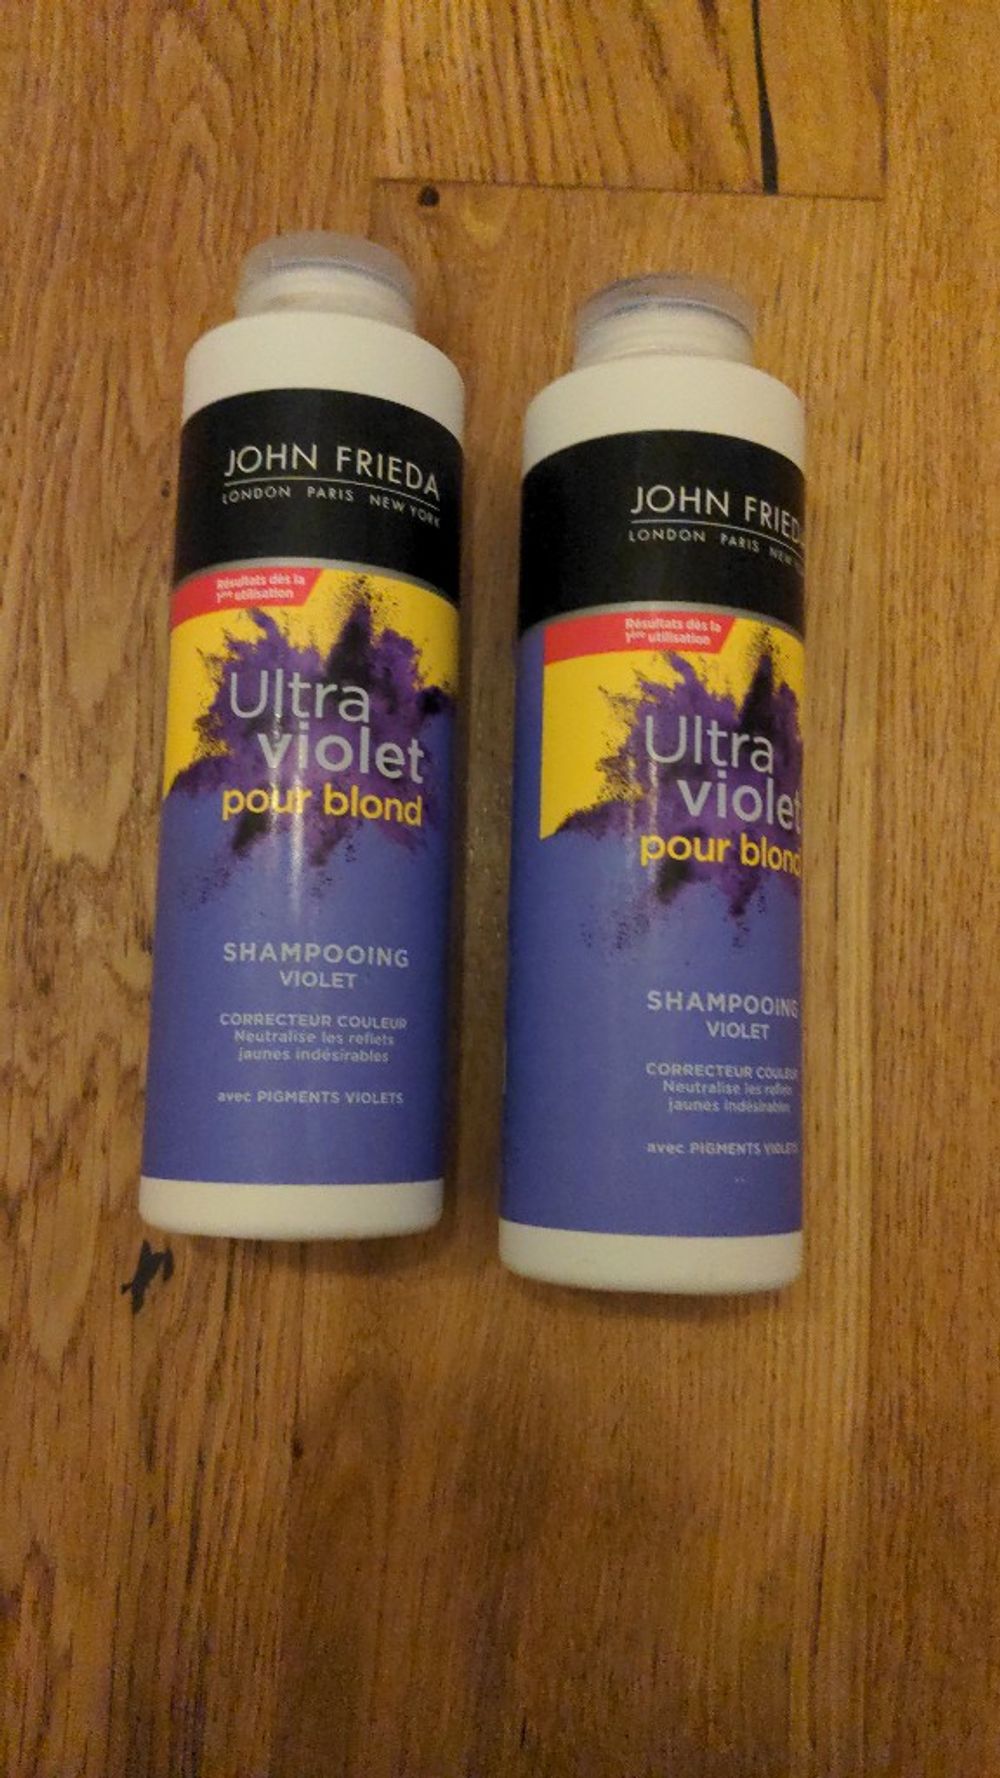 JOHN FRIEDA
LONDON PARIS NEW YORK
Résultats dès la
1ère utilisation
Ultra
violet
pour blond
SHAMPOOING
VIOLET
CORRECTEUR COULEUR
Neutralise les reflets
jaunes indésirables
avec PIGMENTS VIOLETS
JOHN FRIEDA
LONDON PARIS NEW
Résultats dès la
1ère utilisation
Ultra
violet
pour blond
SHAMPOOING
VIOLET
CORRECTEUR COULEUR
Neutralise les reflets
jaunes indésirables
avec PIGMENTS VIOLETS